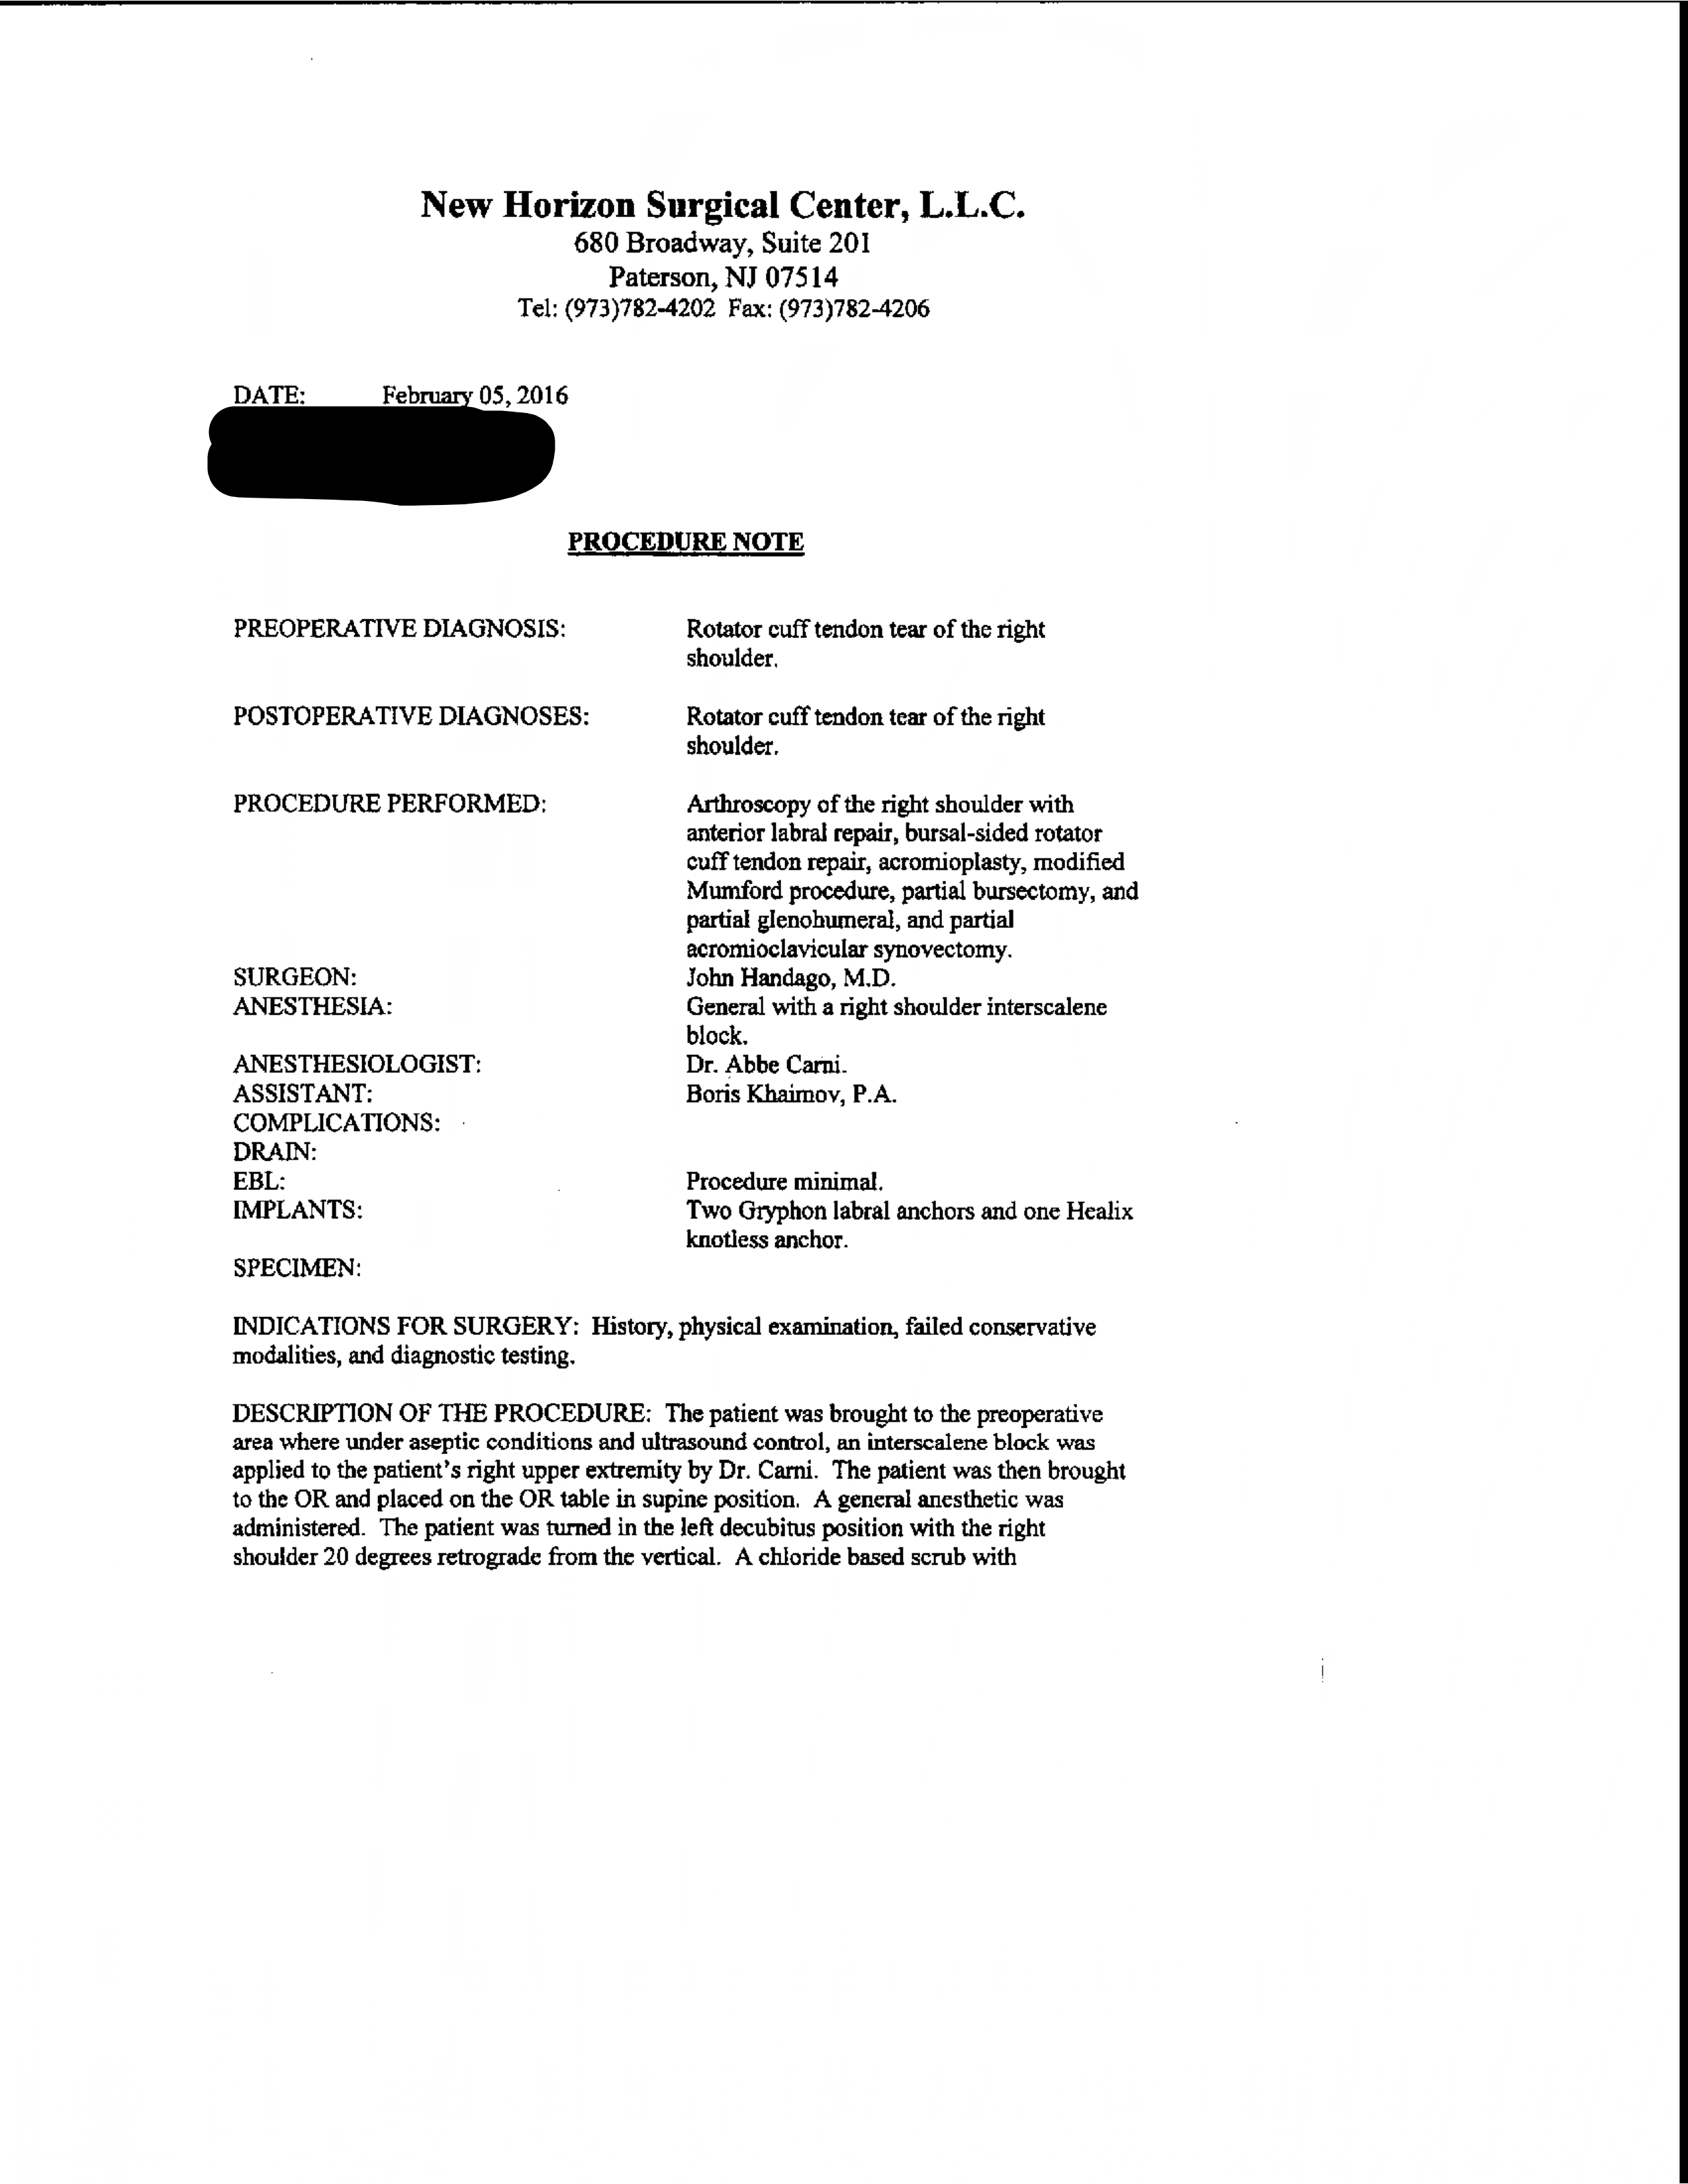 New Horizon Surgical Center, L.L.C.
680 Broadway, Suite 201
Paterson, NJ 07514
Tel: (973)782-4202 Fax: (973)782-4206
DATE: February 05, 2016
PROCEDURE NOTE
PREOPERATIVE DIAGNOSIS: Rotator cuff tendon tear of the right
shoulder.
POSTOPERATIVE DIAGNOSES: Rotator cuff tendon tear of the right
shoulder.
PROCEDURE PERFORMED: Arthroscopy of the right shoulder with
anterior labral repair, bursal-sided rotator
cuff tendon repair, acromioplasty, modified
Mumford procedure, partial bursectomy, and
partial glenohumeral, and partial
acromioclavicular synovectomy.
SURGEON: John Handago, M.D.
ANESTHESIA: General with a right shoulder interscalene
block.
ANESTHESIOLOGIST: Dr. Abbe Carni.
ASSISTANT: Boris Khaimov, P.A.
COMPLICATIONS:
DRAIN:
EBL: Procedure minimal.
IMPLANTS: Two Gryphon labral anchors and one Healix
knotless anchor.
SPECIMEN:
INDICATIONS FOR SURGERY: History, physical examination, failed conservative
modalities, and diagnostic testing.
DESCRIPTION OF THE PROCEDURE: The patient was brought to the preoperative
area where under aseptic conditions and ultrasound control, an interscalene block was
applied to the patient's right upper extremity by Dr. Carni. The patient was then brought
to the OR and placed on the OR table in supine position. A general anesthetic was
administered. The patient was turned in the left decubitus position with the right
shoulder 20 degrees retrograde from the vertical. A chloride based scrub with